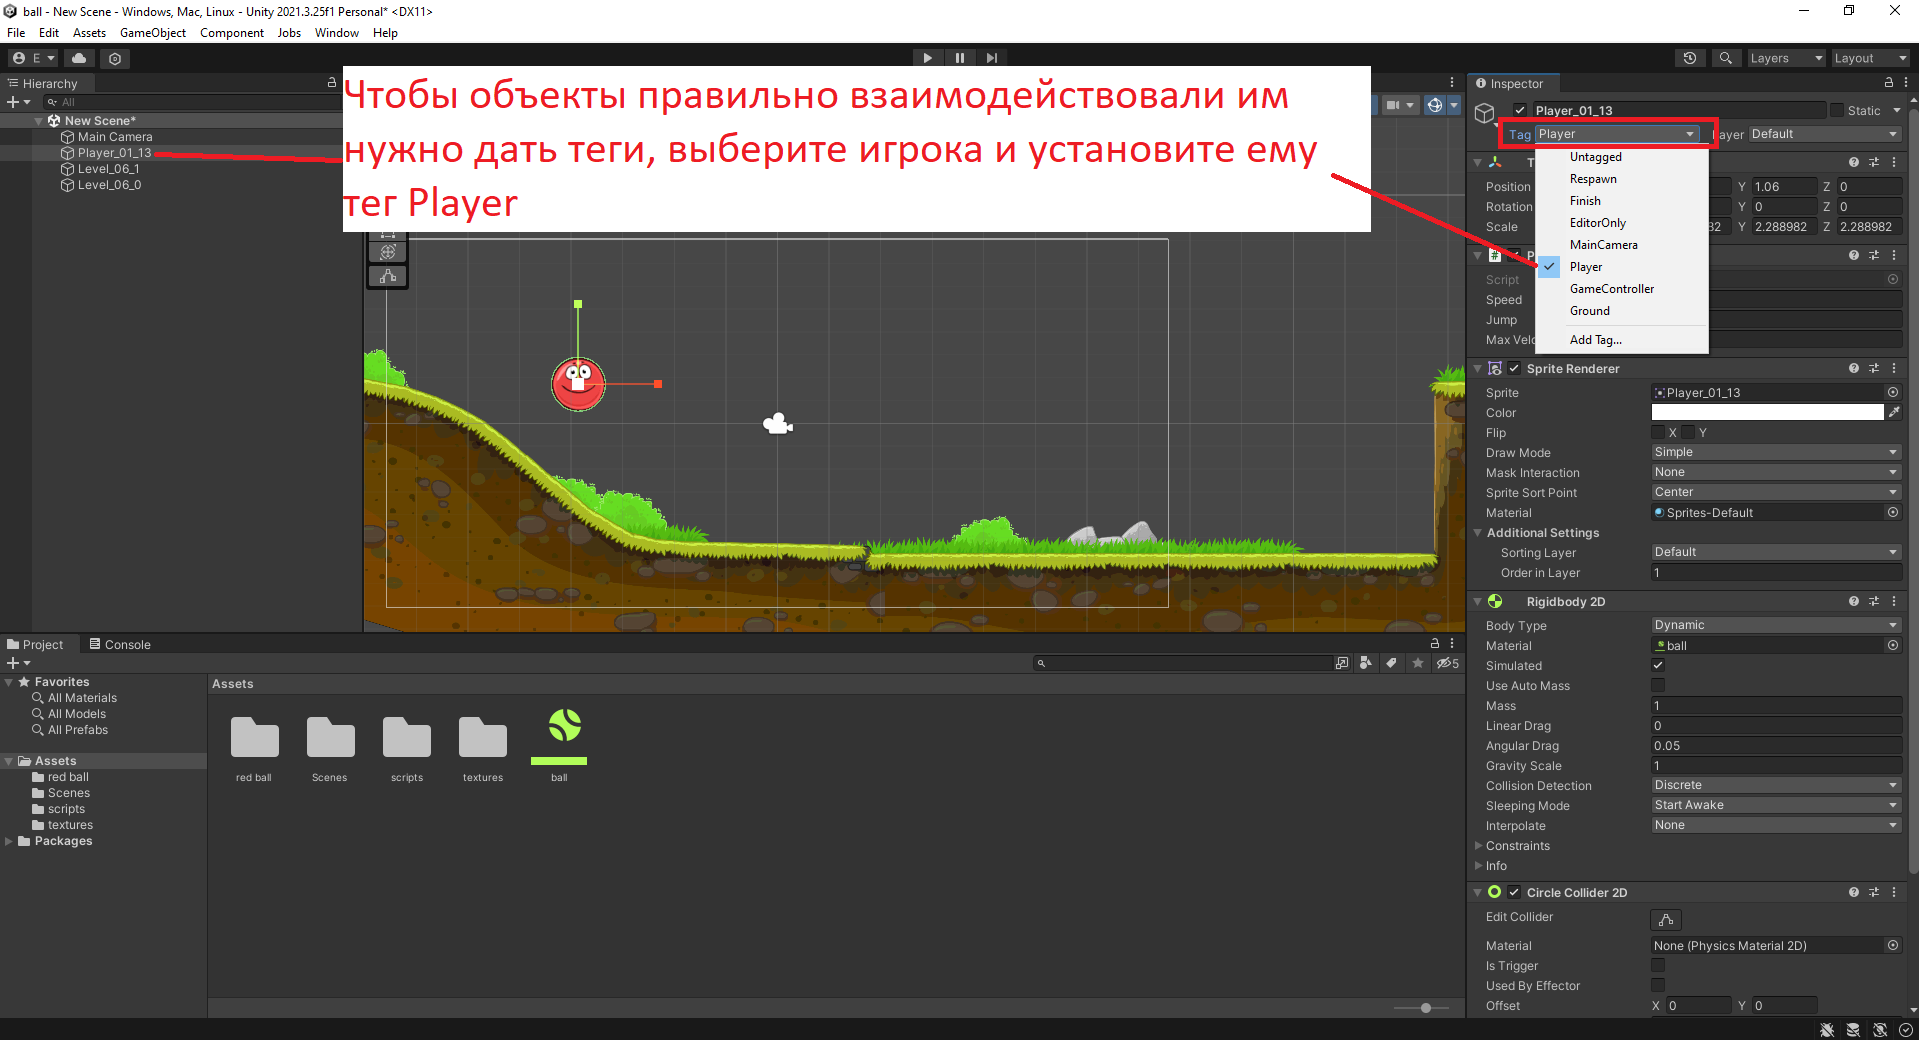 ball - New Scene - Windows, Mac, Linux - Unity 2021.3.25f1 Personal* <DX11>
File Edit Assets GameObject Component Jobs Window Help
E
Layers
Layout
Hierarchy
All
New Scene*
Main Camera
Player_01_13
Level_06_1
Level_06_0
Чтобы объекты правильно взаимодействовали им
нужно дать теги, выберите игрока и установите ему
тег Player
Inspector
Player_01_13
Static
Tag Player
ayer Default
Untagged
Respawn
Finish
EditorOnly
MainCamera
Player
GameController
Ground
Add Tag...
T
Position Y 1.06 Z 0
Rotation Y 0 Z 0
Scale 82 Y 2.288982 Z 2.288982
P
Script
Speed
Jump
Max Velo
Sprite Renderer
Sprite Player_01_13
Color
Flip X Y
Draw Mode Simple
Mask Interaction None
Sprite Sort Point Center
Material Sprites-Default
Additional Settings
Sorting Layer Default
Order in Layer 1
Rigidbody 2D
Body Type Dynamic
Material ball
Simulated
Use Auto Mass
Mass 1
Linear Drag 0
Angular Drag 0.05
Gravity Scale 1
Collision Detection Discrete
Sleeping Mode Start Awake
Interpolate None
Constraints
Info
Circle Collider 2D
Edit Collider
Material None (Physics Material 2D)
Is Trigger
Used By Effector
Offset X 0 Y 0
Project Console
5
Favorites
All Materials
All Models
All Prefabs
Assets
red ball
Scenes
scripts
textures
Packages
Assets
red ball Scenes scripts textures ball